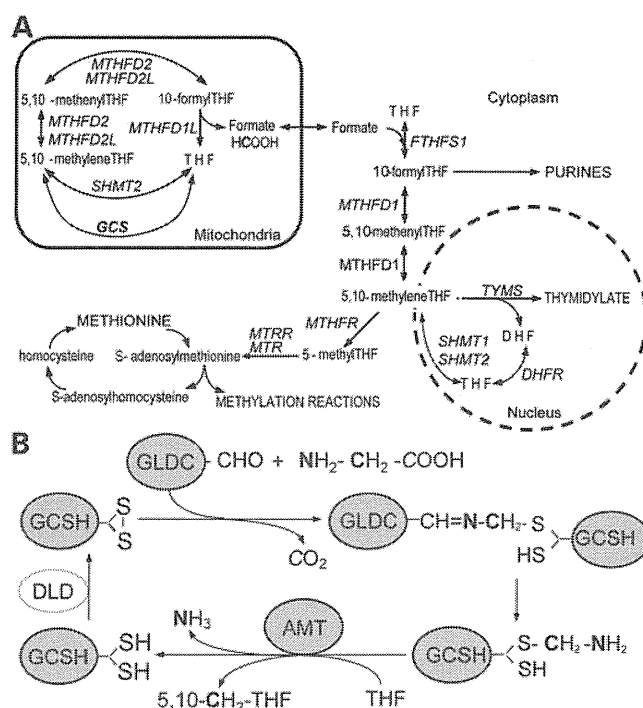 A
MTHFD2
MTHFD2L
5,10 -methenylTHF
10-formylTHF
MTHFD2
MTHFD2L
MTHFD1L
Formate
HCOOH
5,10 -methyleneTHF
THF
SHMT2
GCS
Mitochondria
Cytoplasm
THF
Formate
FTHFS1
10-formylTHF
PURINES
MTHFD1
5,10-methenylTHF
MTHFD1
5,10-methyleneTHF
TYMS
THYMIDYLATE
MTHFR
SHMT1
SHMT2
DHF
DHFR
THF
Nucleus
METHIONINE
homocysteine
S- adenosylmethionine
MTRR
MTR
5 - methylTHF
S-adenosylhomocysteine
METHYLATION REACTIONS
B
GLDC -CHO + NH2- CH2-COOH
GCSH S S
CO2
GLDC -CH=N-CH2-S
HS GCSH
DLD
NH3
AMT
GCSH SH SH
GCSH S- CH2-NH2 SH
5,10-CH2-THF
THF